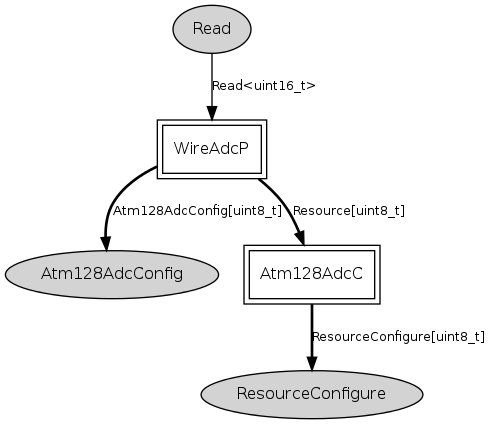 Read
Read<uint16_t>
WireAdcP
Atm128AdcConfig[uint8_t]
Resource[uint8_t]
Atm128AdcConfig
Atm128AdcC
ResourceConfigure[uint8_t]
ResourceConfigure